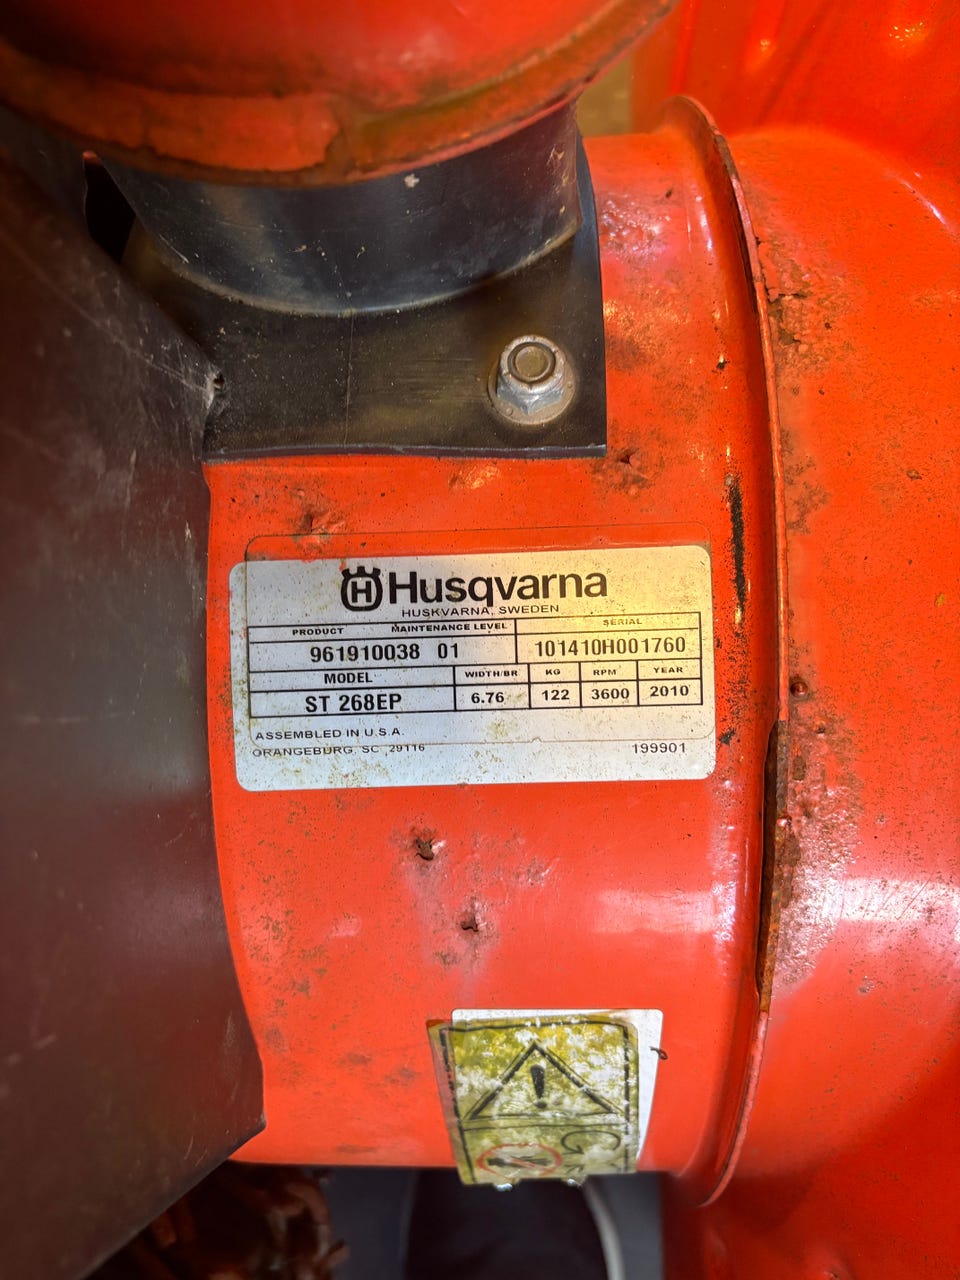 H Husqvarna
HUSKVARNA, SWEDEN
PRODUCT MAINTENANCE LEVEL SERIAL
961910038 01 101410H001760
MODEL WIDTH/BR KG RPM YEAR
ST 268EP 6.76 122 3600 2010
ASSEMBLED IN U.S.A.
ORANGEBURG, SC 29116 199901
!